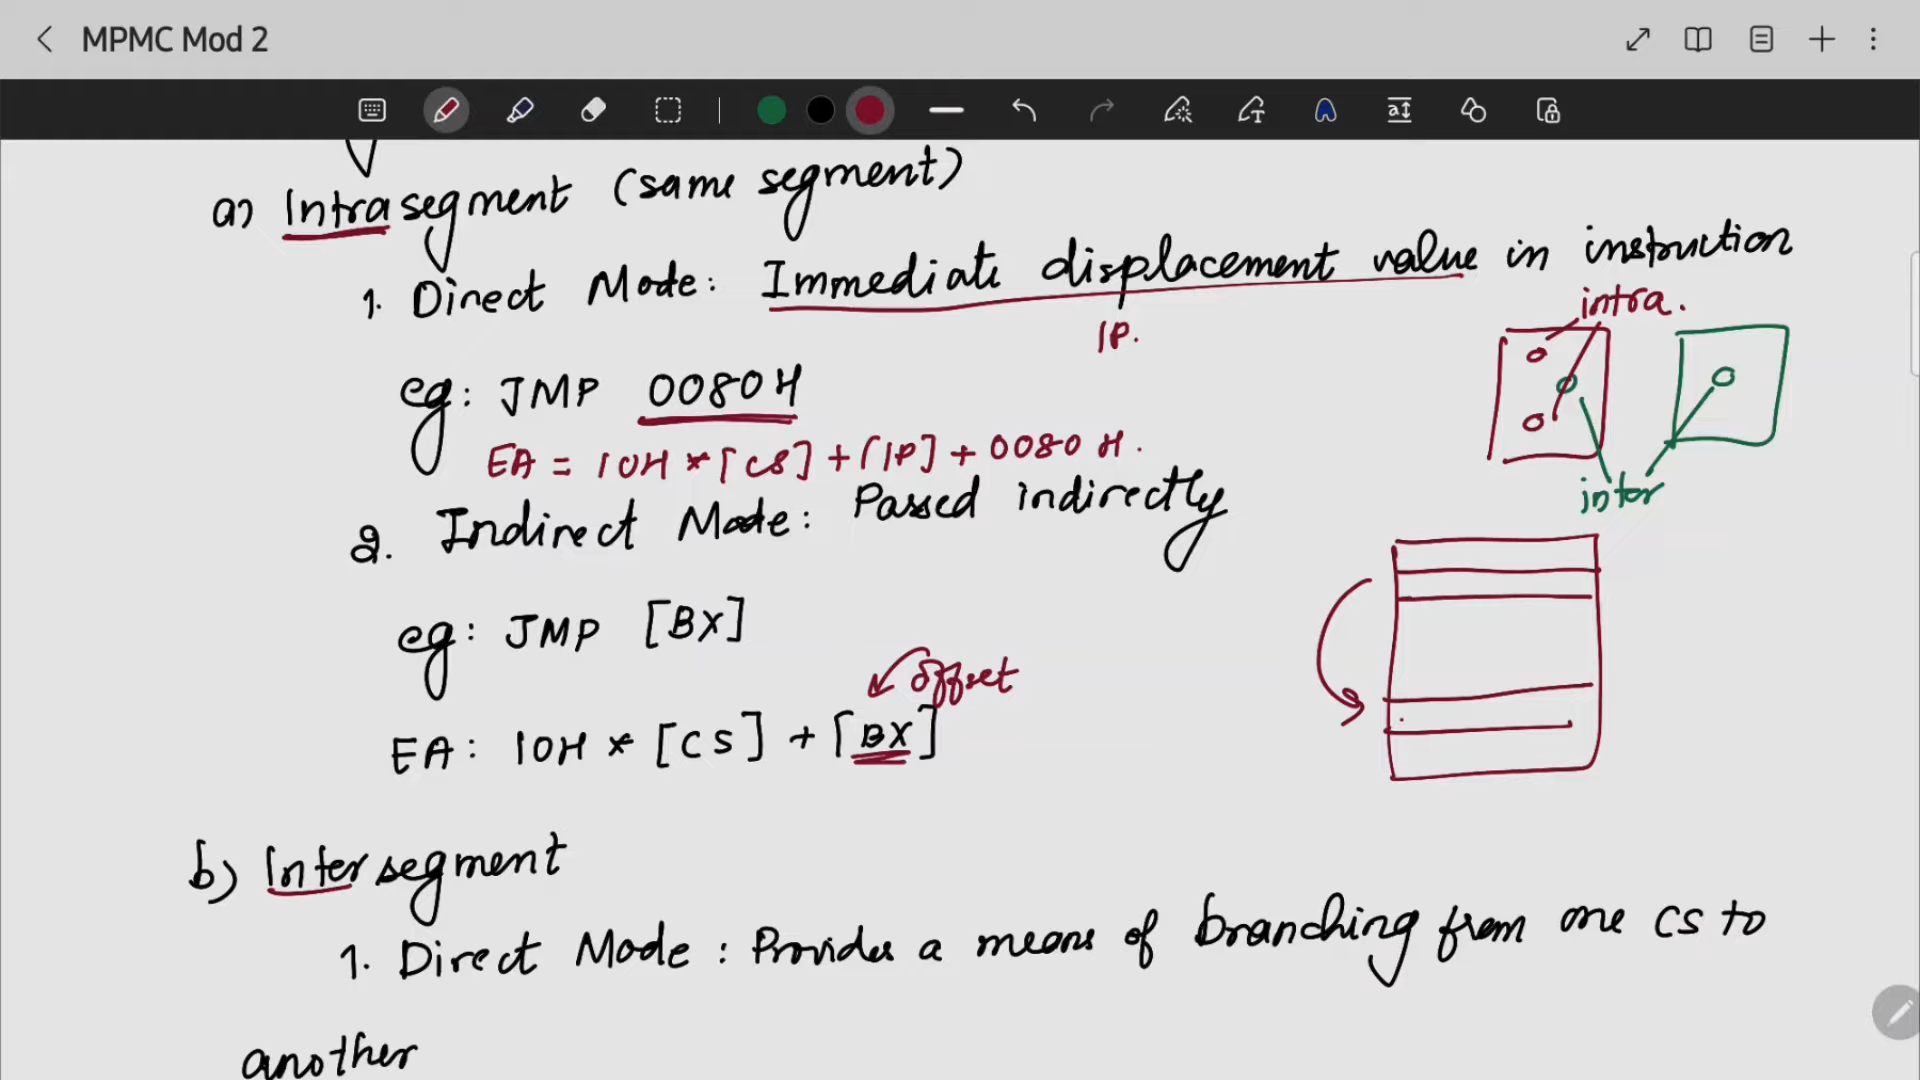 MPMC Mod 2
a) Intrasegment (same segment)
1. Direct Mode: Immediate displacement value in instruction
intra.
IP.
eg: JMP 0080H
EA = 10H * [CS] + [IP] + 0080 H.
inter
2. Indirect Mode: Passed indirectly
eg: JMP [BX]
offset
EA: 10H * [CS] + [BX]
b) Intersegment
1. Direct Mode: Provides a means of branching from one CS to
another